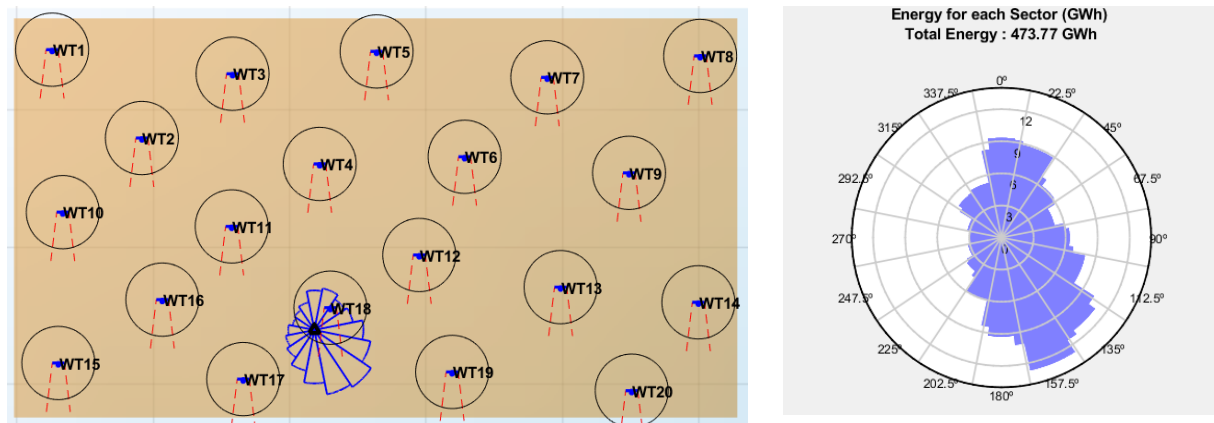 WT1
WT3
WT5
WT7
WT8
WT2
WT4
WT6
WT9
WT10
WT11
WT12
WT16
WT18
WT13
WT14
WT15
WT17
WT19
WT20
Energy for each Sector (GWh)
Total Energy : 473.77 GWh
0º
337.5º
22.5º
315º
45º
292.5º
67.5º
270º
90º
247.5º
112.5º
225º
135º
202.5º
157.5º
180º
12
9
6
3
0